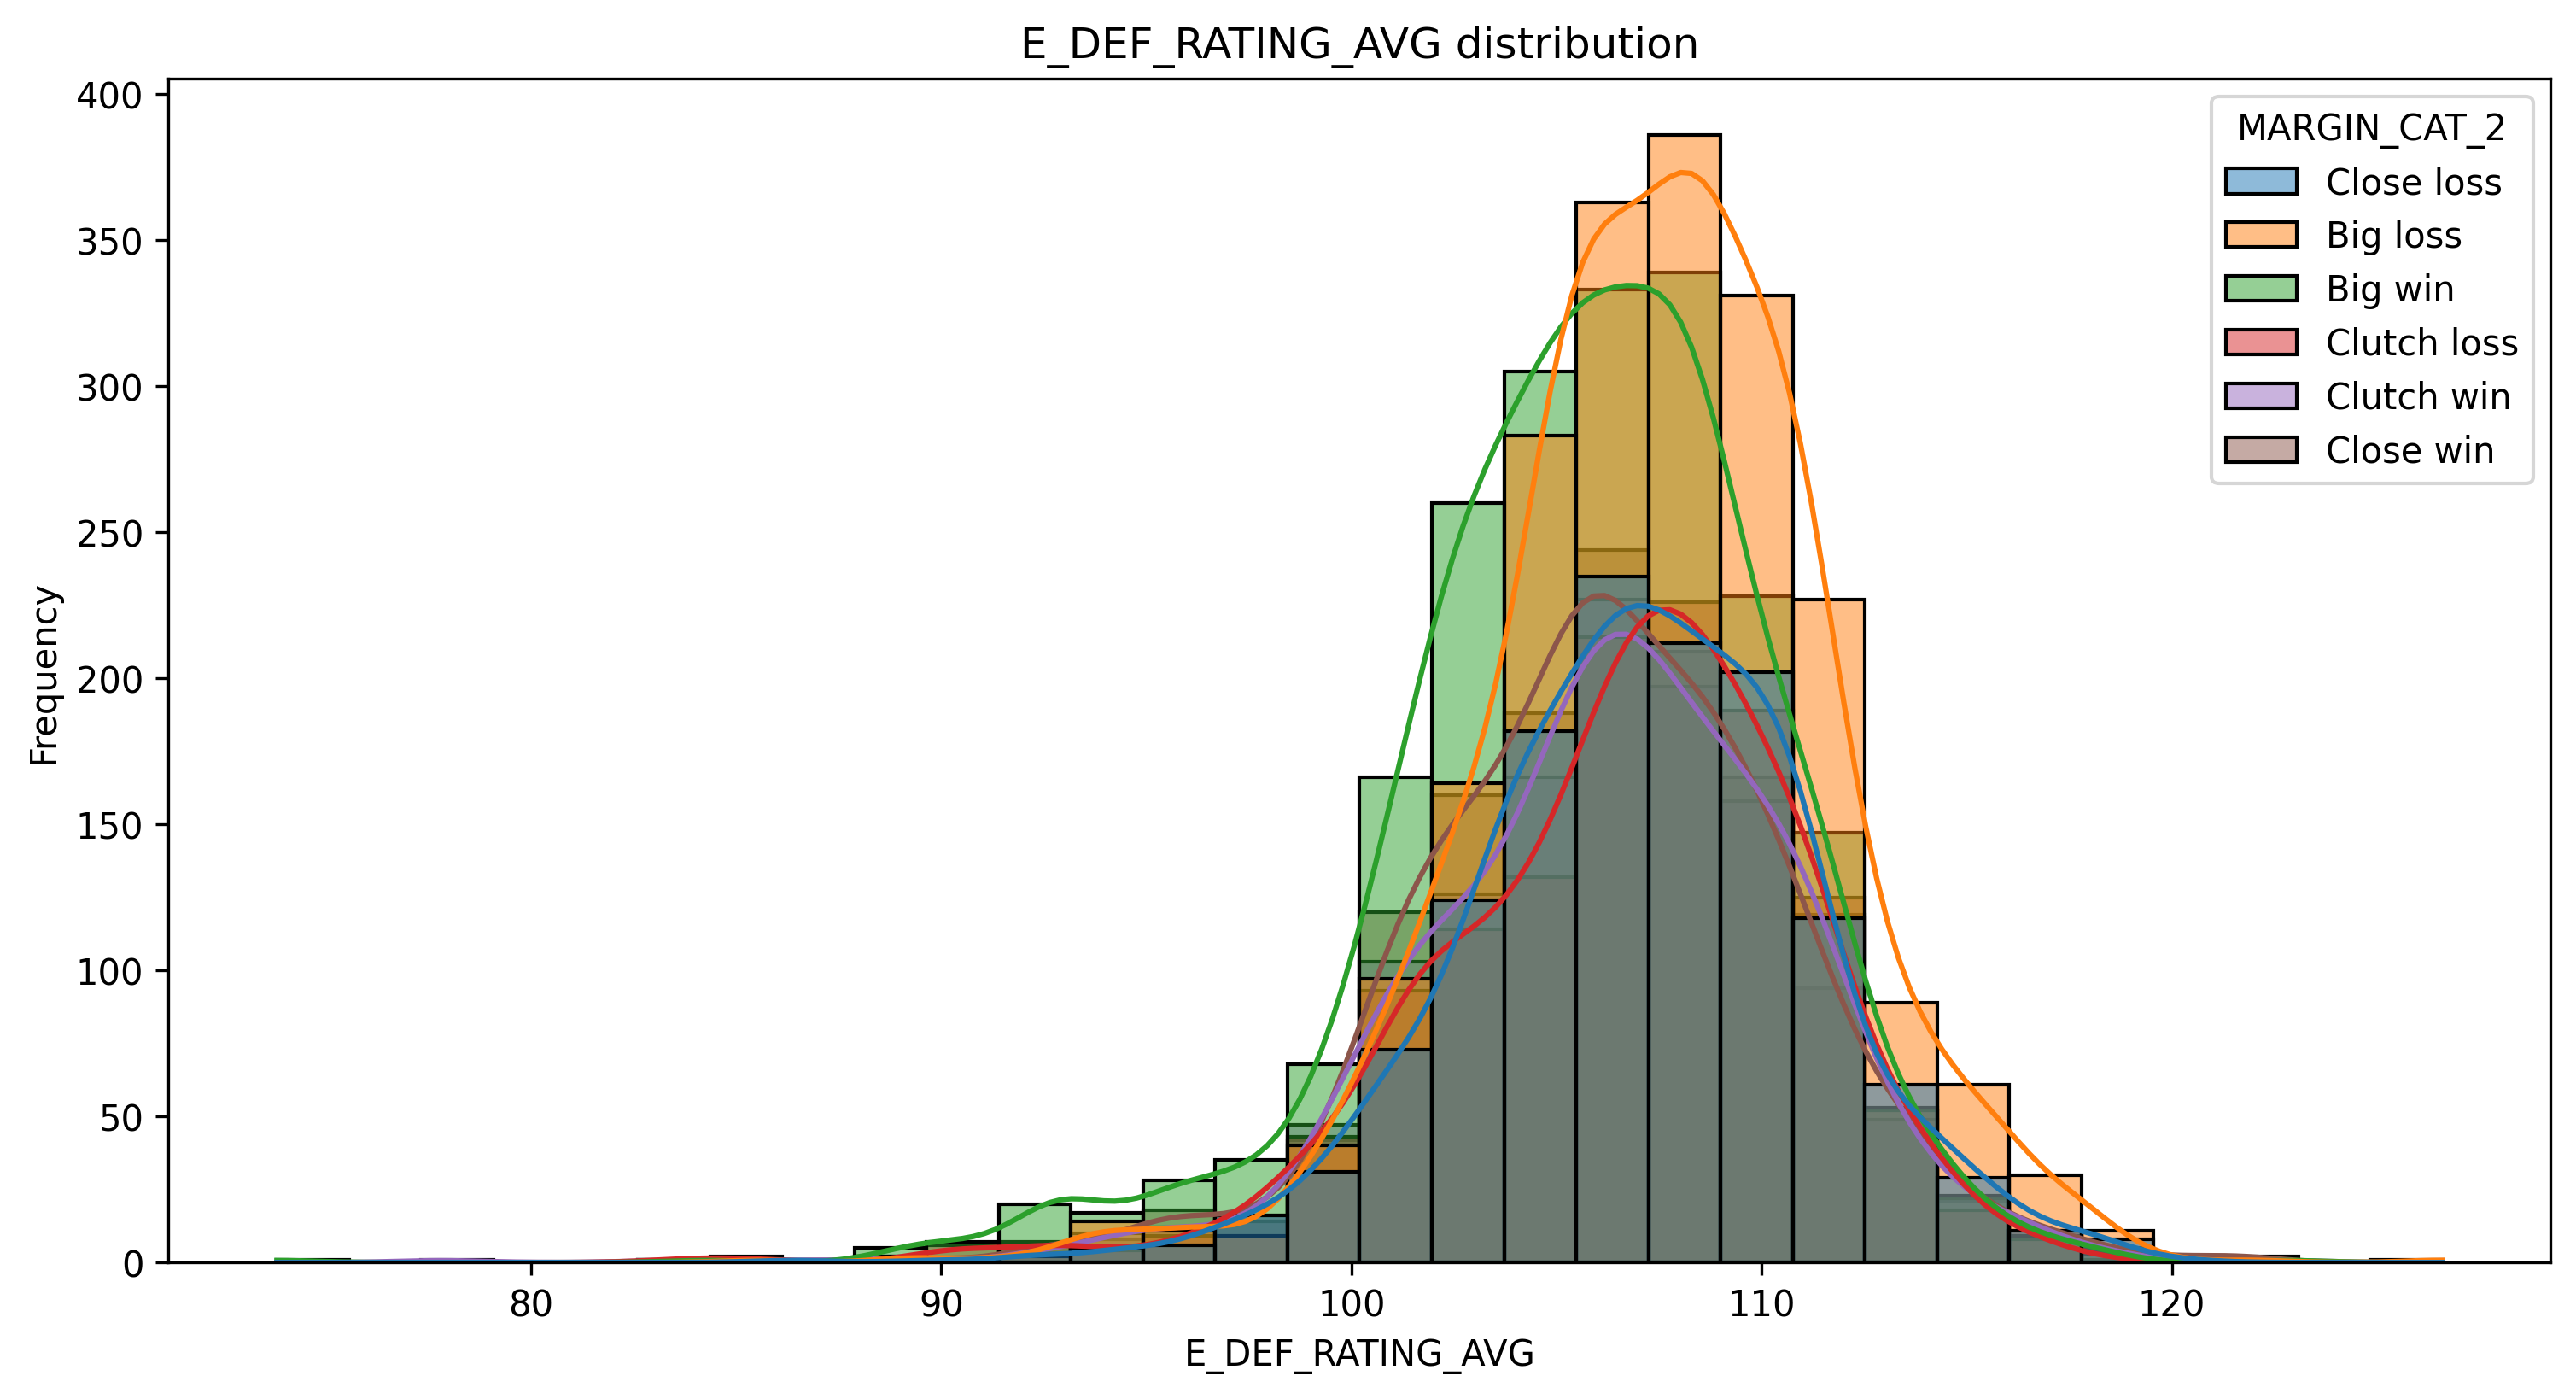 E_DEF_RATING_AVG distribution
400
350
300
250
200
150
100
50
0
Frequency
80
90
100
110
120
E_DEF_RATING_AVG
MARGIN_CAT_2
Close loss
Big loss
Big win
Clutch loss
Clutch win
Close win